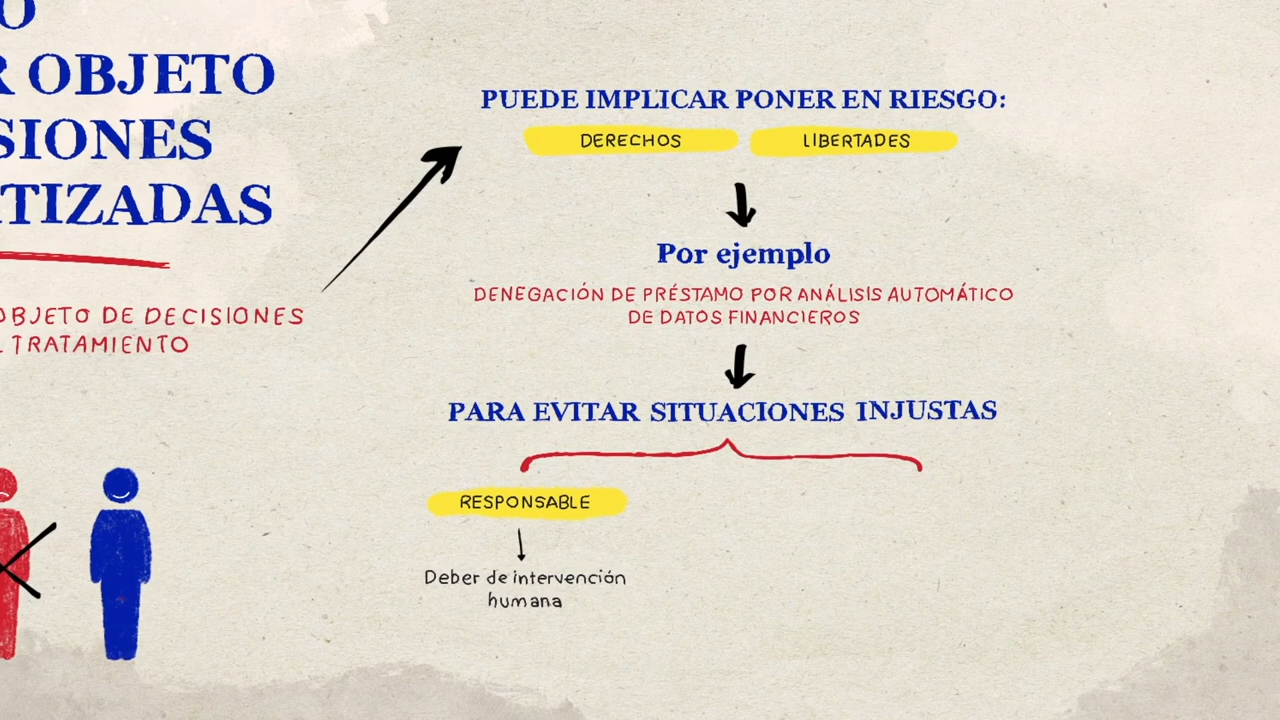 O
R OBJETO
SIONES
TIZADAS
OBJETO DE DECISIONES
L TRATAMIENTO
PUEDE IMPLICAR PONER EN RIESGO:
DERECHOS LIBERTADES
Por ejemplo
DENEGACIÓN DE PRÉSTAMO POR ANÁLISIS AUTOMÁTICO
DE DATOS FINANCIEROS
PARA EVITAR SITUACIONES INJUSTAS
RESPONSABLE
Deber de intervención
humana